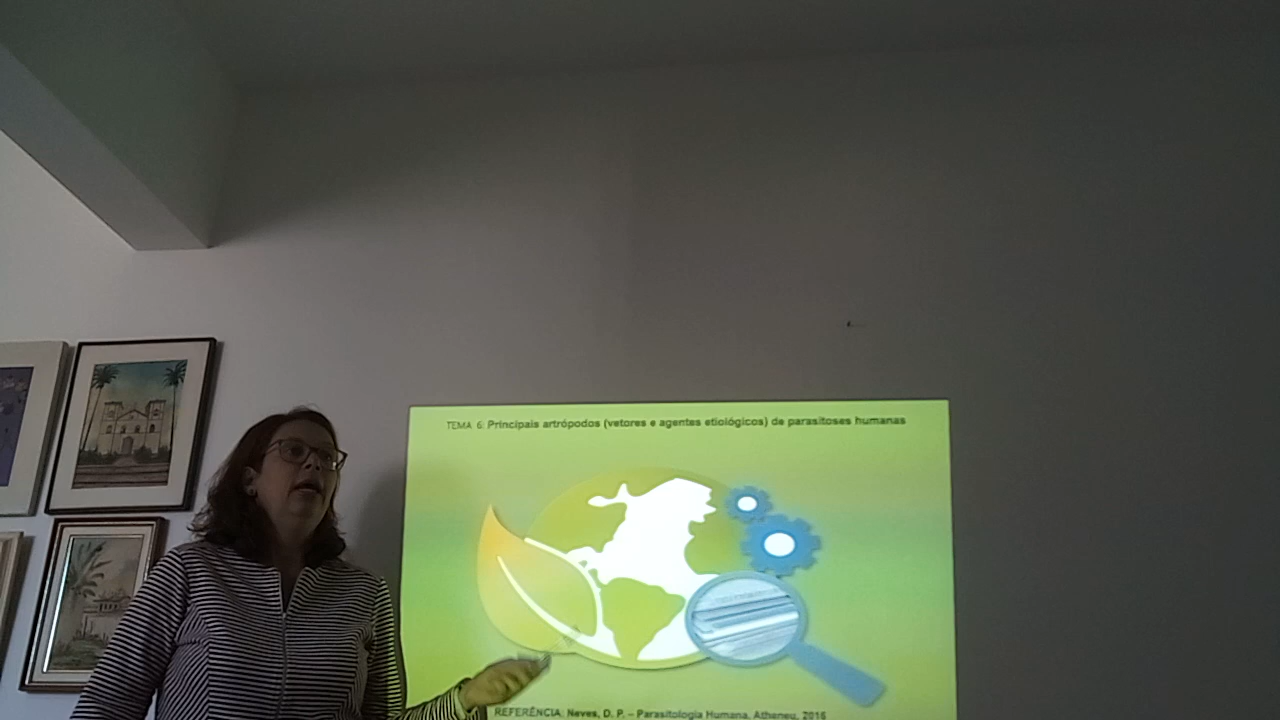 TEMA 6: Principais artrópodos (vetores e agentes etiológicos) de parasitoses humanas
REFERÊNCIA: Neves, D. P. – Parasitologia Humana, Atheneu, 2016